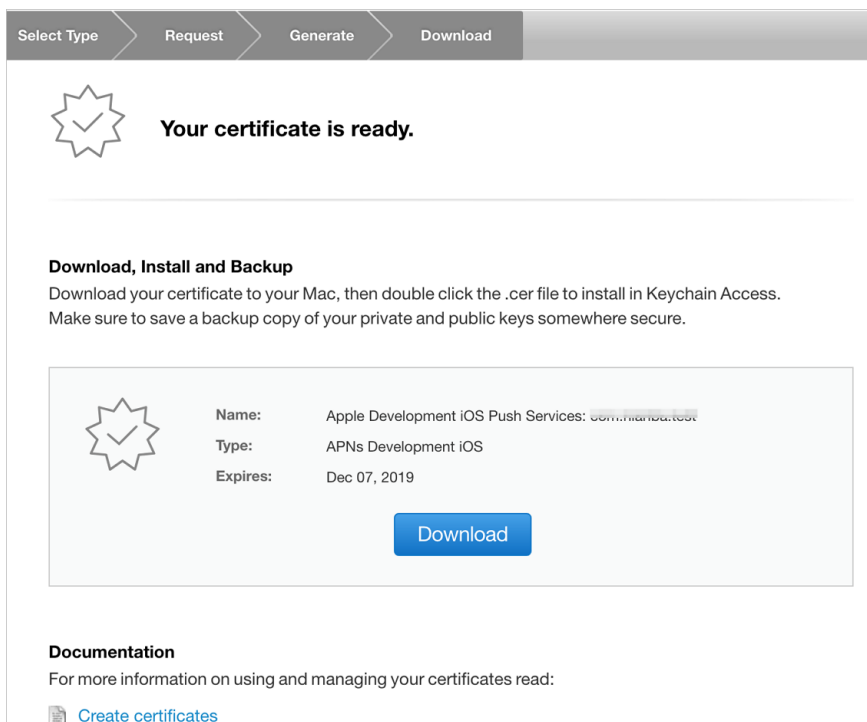 Select Type
Request
Generate
Download
Your certificate is ready.
Download, Install and Backup
Download your certificate to your Mac, then double click the .cer file to install in Keychain Access.
Make sure to save a backup copy of your private and public keys somewhere secure.
Name: Apple Development iOS Push Services:
Type: APNs Development iOS
Expires: Dec 07, 2019
Download
Documentation
For more information on using and managing your certificates read:
Create certificates